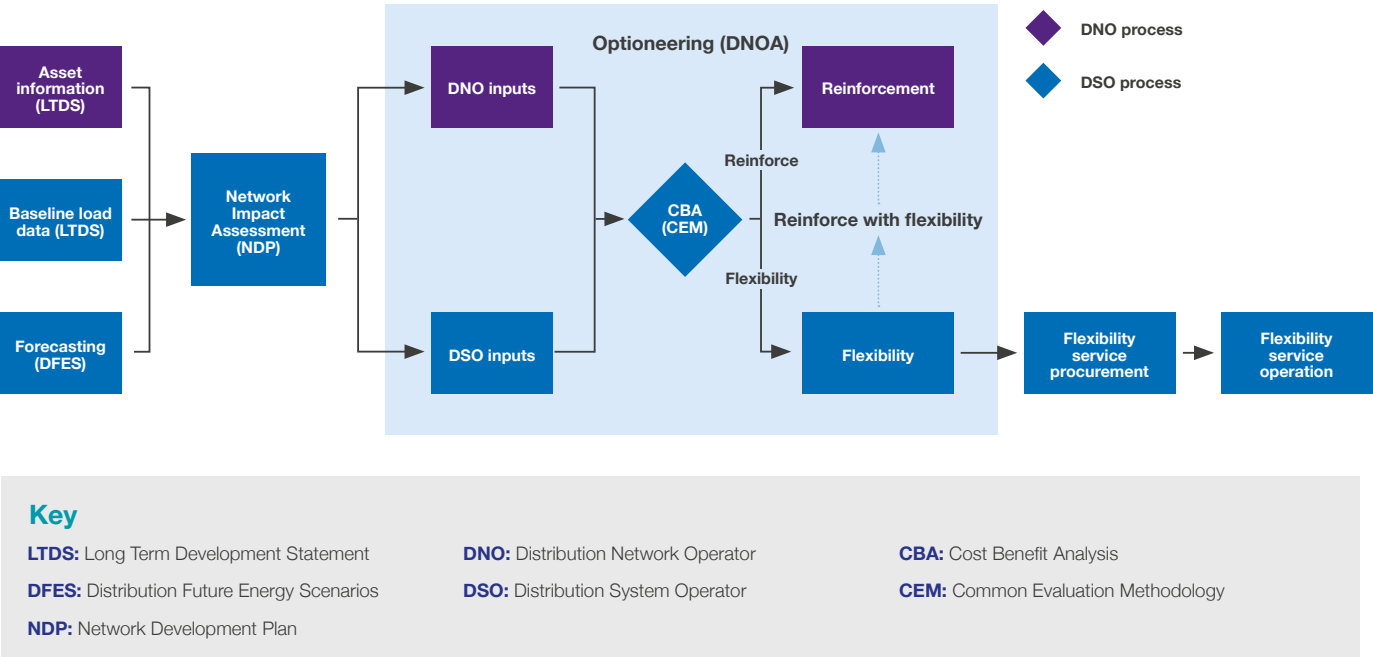 Optioneering (DNOA)
DNO process
DSO process
Asset
information
(LTDS)
Baseline load
data (LTDS)
Forecasting
(DFES)
Network
Impact
Assessment
(NDP)
DNO inputs
DSO inputs
CBA
(CEM)
Reinforce
Flexibility
Reinforcement
Reinforce with flexibility
Flexibility
Flexibility
service
procurement
Flexibility
service
operation
Key
LTDS: Long Term Development Statement
DFES: Distribution Future Energy Scenarios
NDP: Network Development Plan
DNO: Distribution Network Operator
DSO: Distribution System Operator
CBA: Cost Benefit Analysis
CEM: Common Evaluation Methodology